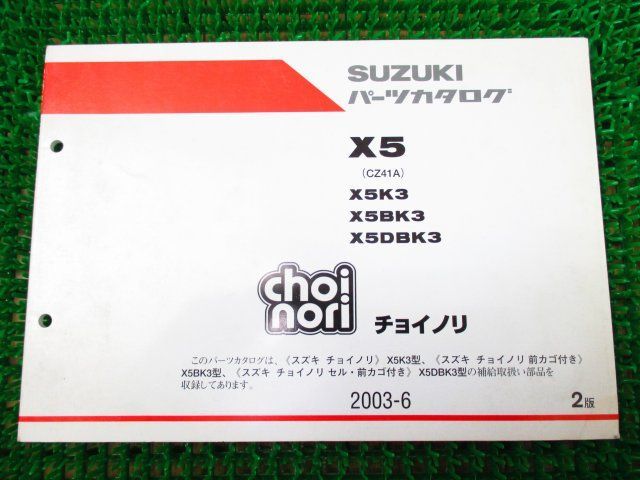 SUZUKI
パーツカタログ
X5
(CZ41A)
X5K3
X5BK3
X5DBK3
choi
nori
チョイノリ
このパーツカタログは、《スズキ チョイノリ》X5K3型、《スズキ チョイノリ 前カゴ付き》
X5BK3型、《スズキ チョイノリ セル・前カゴ付き》X5DBK3型の補給取扱い部品を
収録してあります。
2003-6
2版